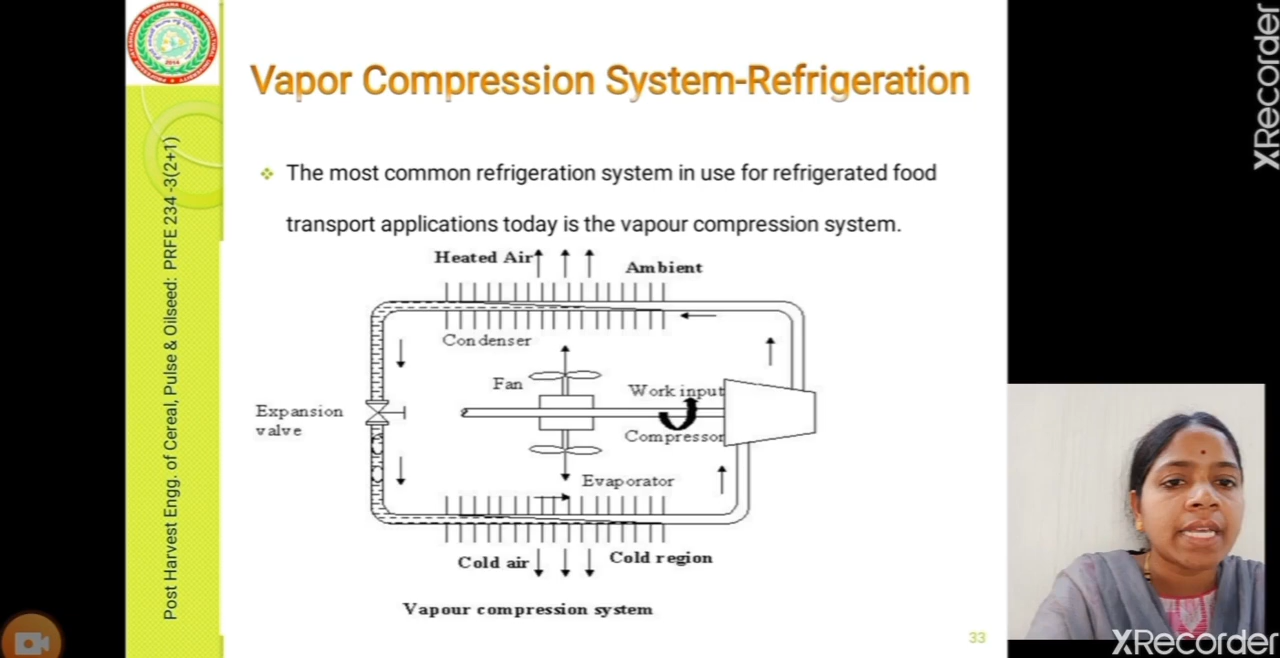 Vapor Compression System-Refrigeration
❖ The most common refrigeration system in use for refrigerated food
transport applications today is the vapour compression system.
Heated Air
Ambient
Condenser
Fan
Work input
Expansion
valve
Compressor
Evaporator
Cold air
Cold region
Vapour compression system
33
Post Harvest Engg. of Cereal, Pulse & Oilseed: PRFE 234 -3(2+1)
2014
XRecorder
XRecorder